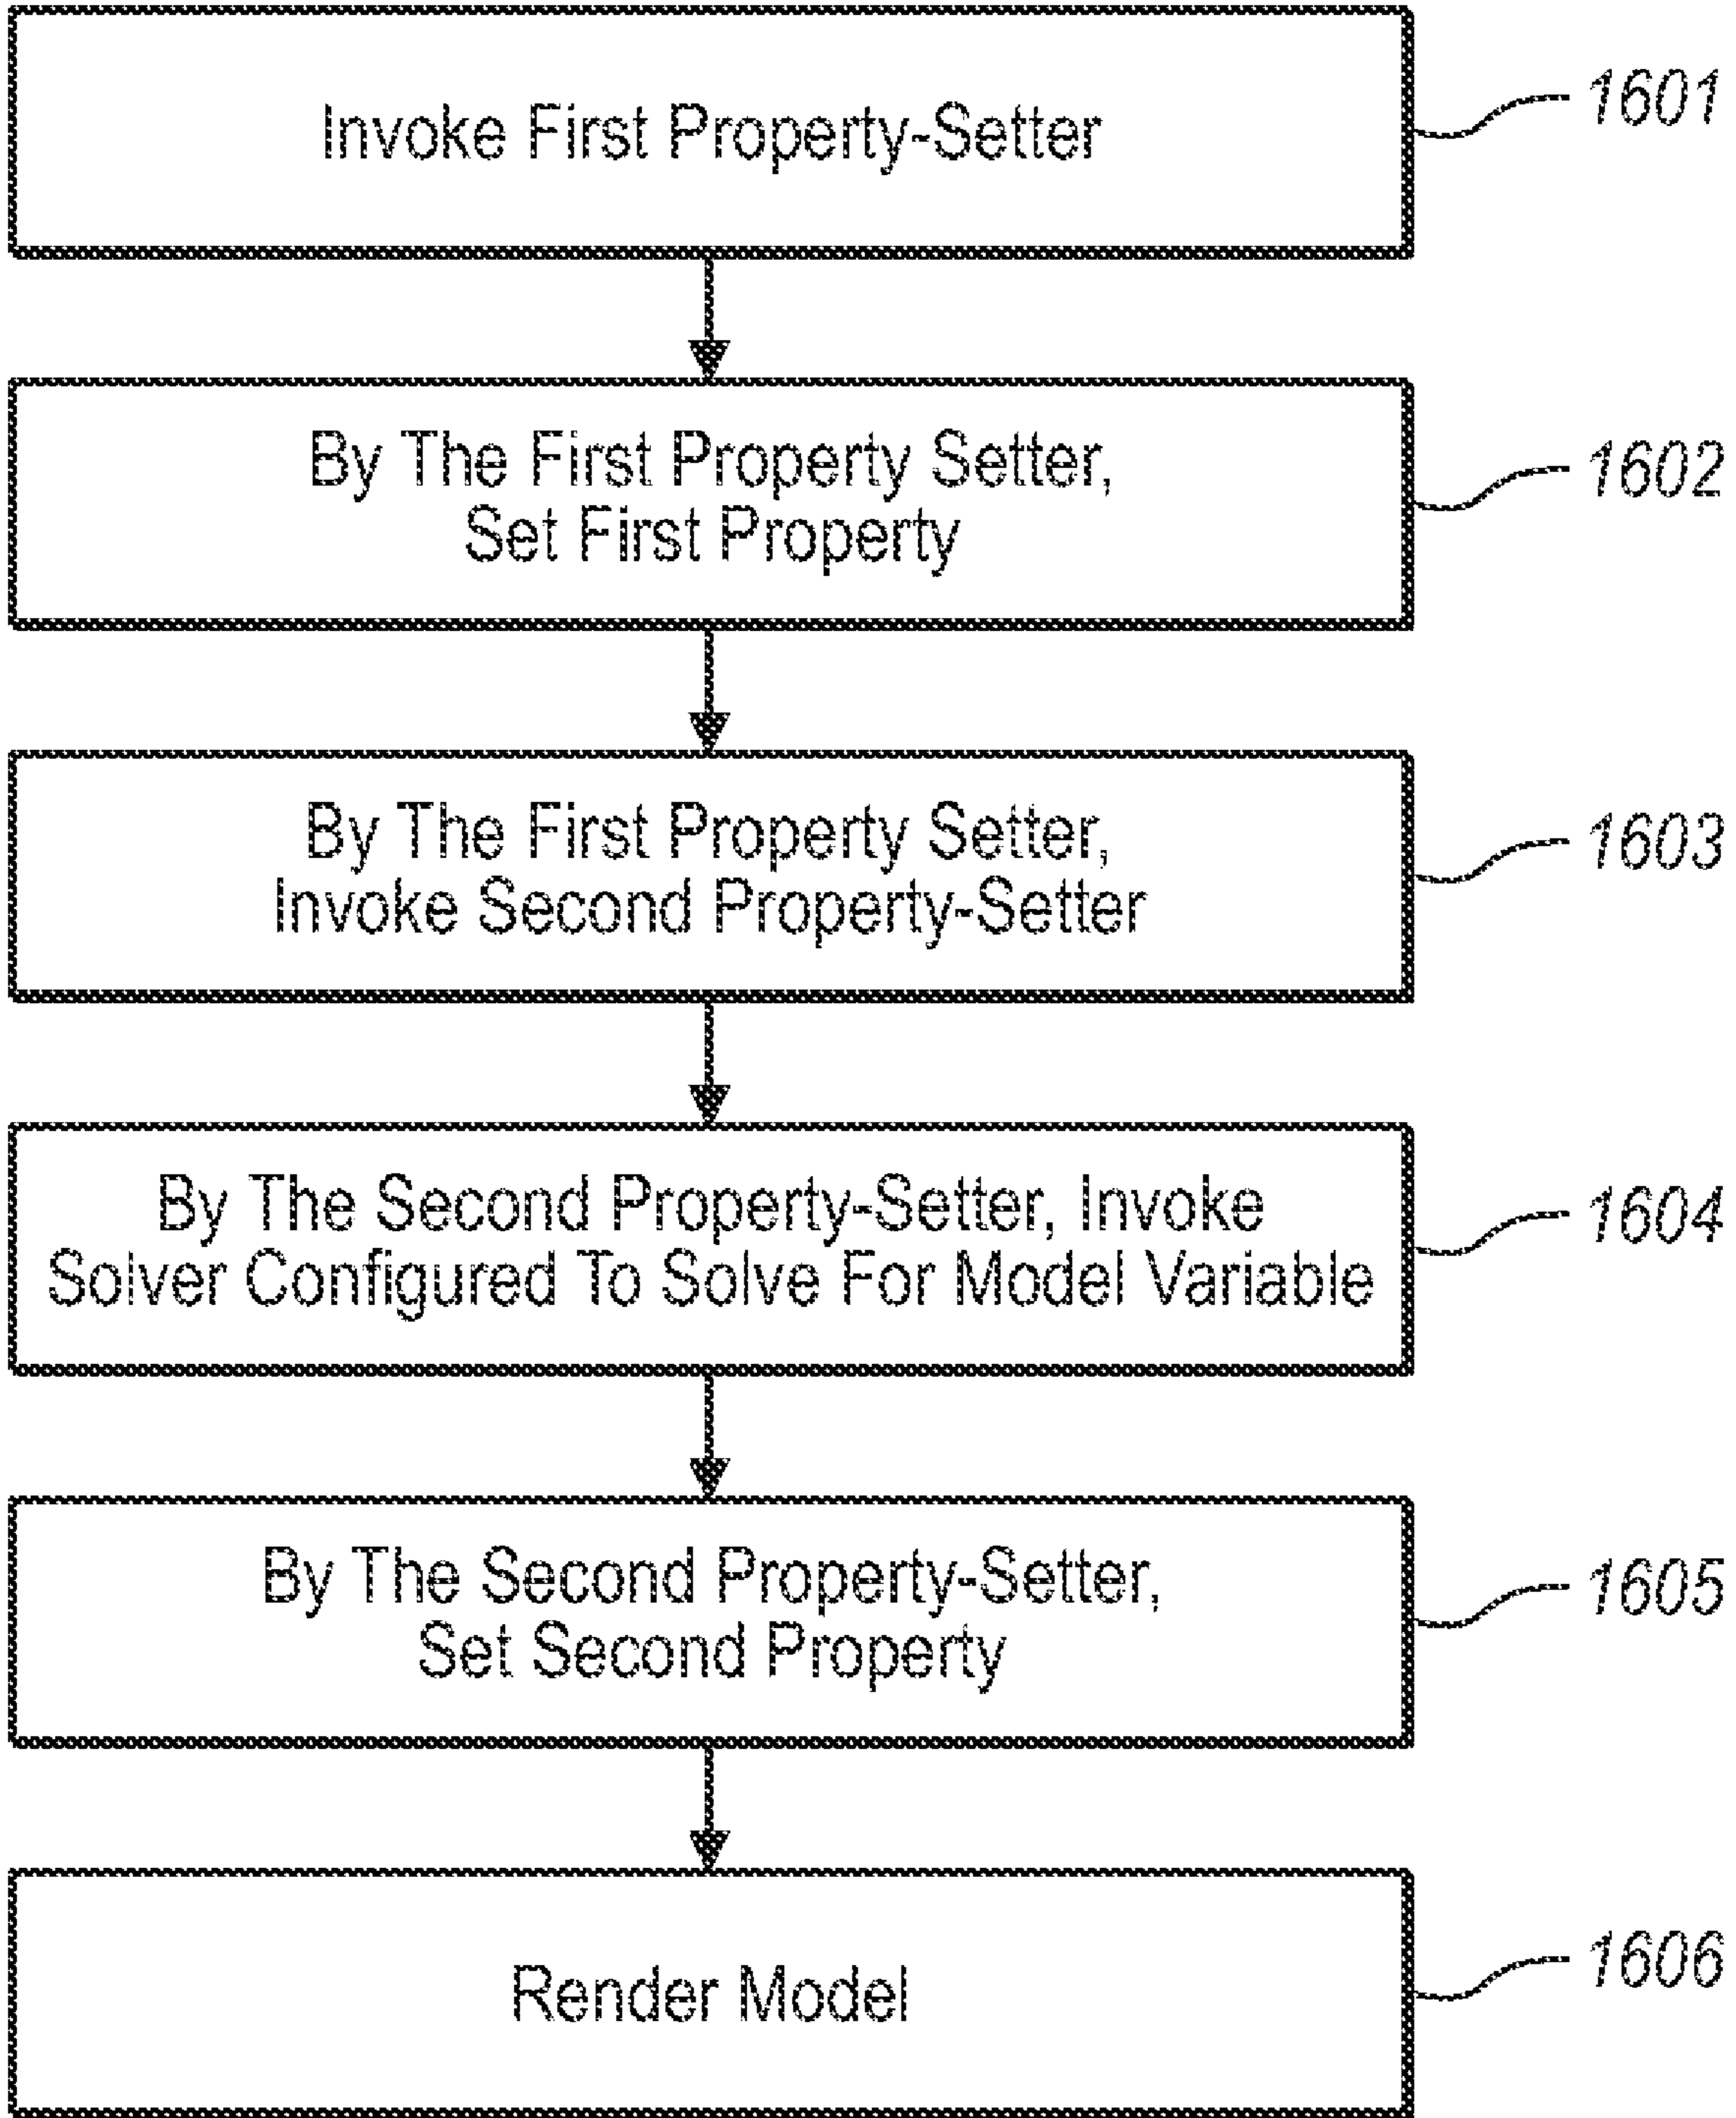 Invoke First Property-Setter
1601
By The First Property Setter,
Set First Property
1602
By The First Property Setter,
Invoke Second Property-Setter
1603
By The Second Property-Setter, Invoke
Solver Configured To Solve For Model Variable
1604
By The Second Property-Setter,
Set Second Property
1605
Render Model
1606